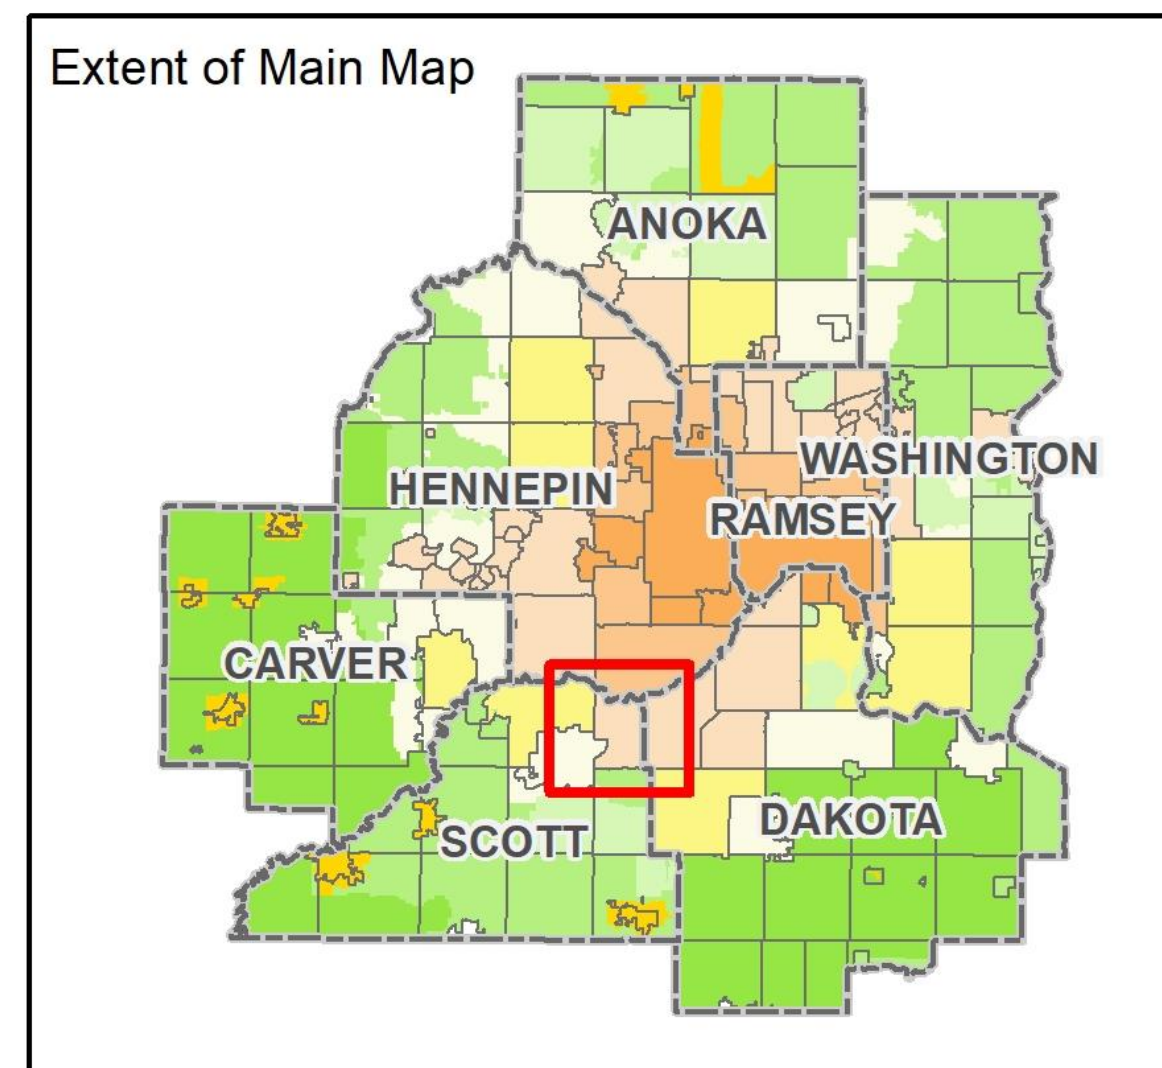 Extent of Main Map
ANOKA
WASHINGTON
HENNEPIN
RAMSEY
CARVER
SCOTT
DAKOTA